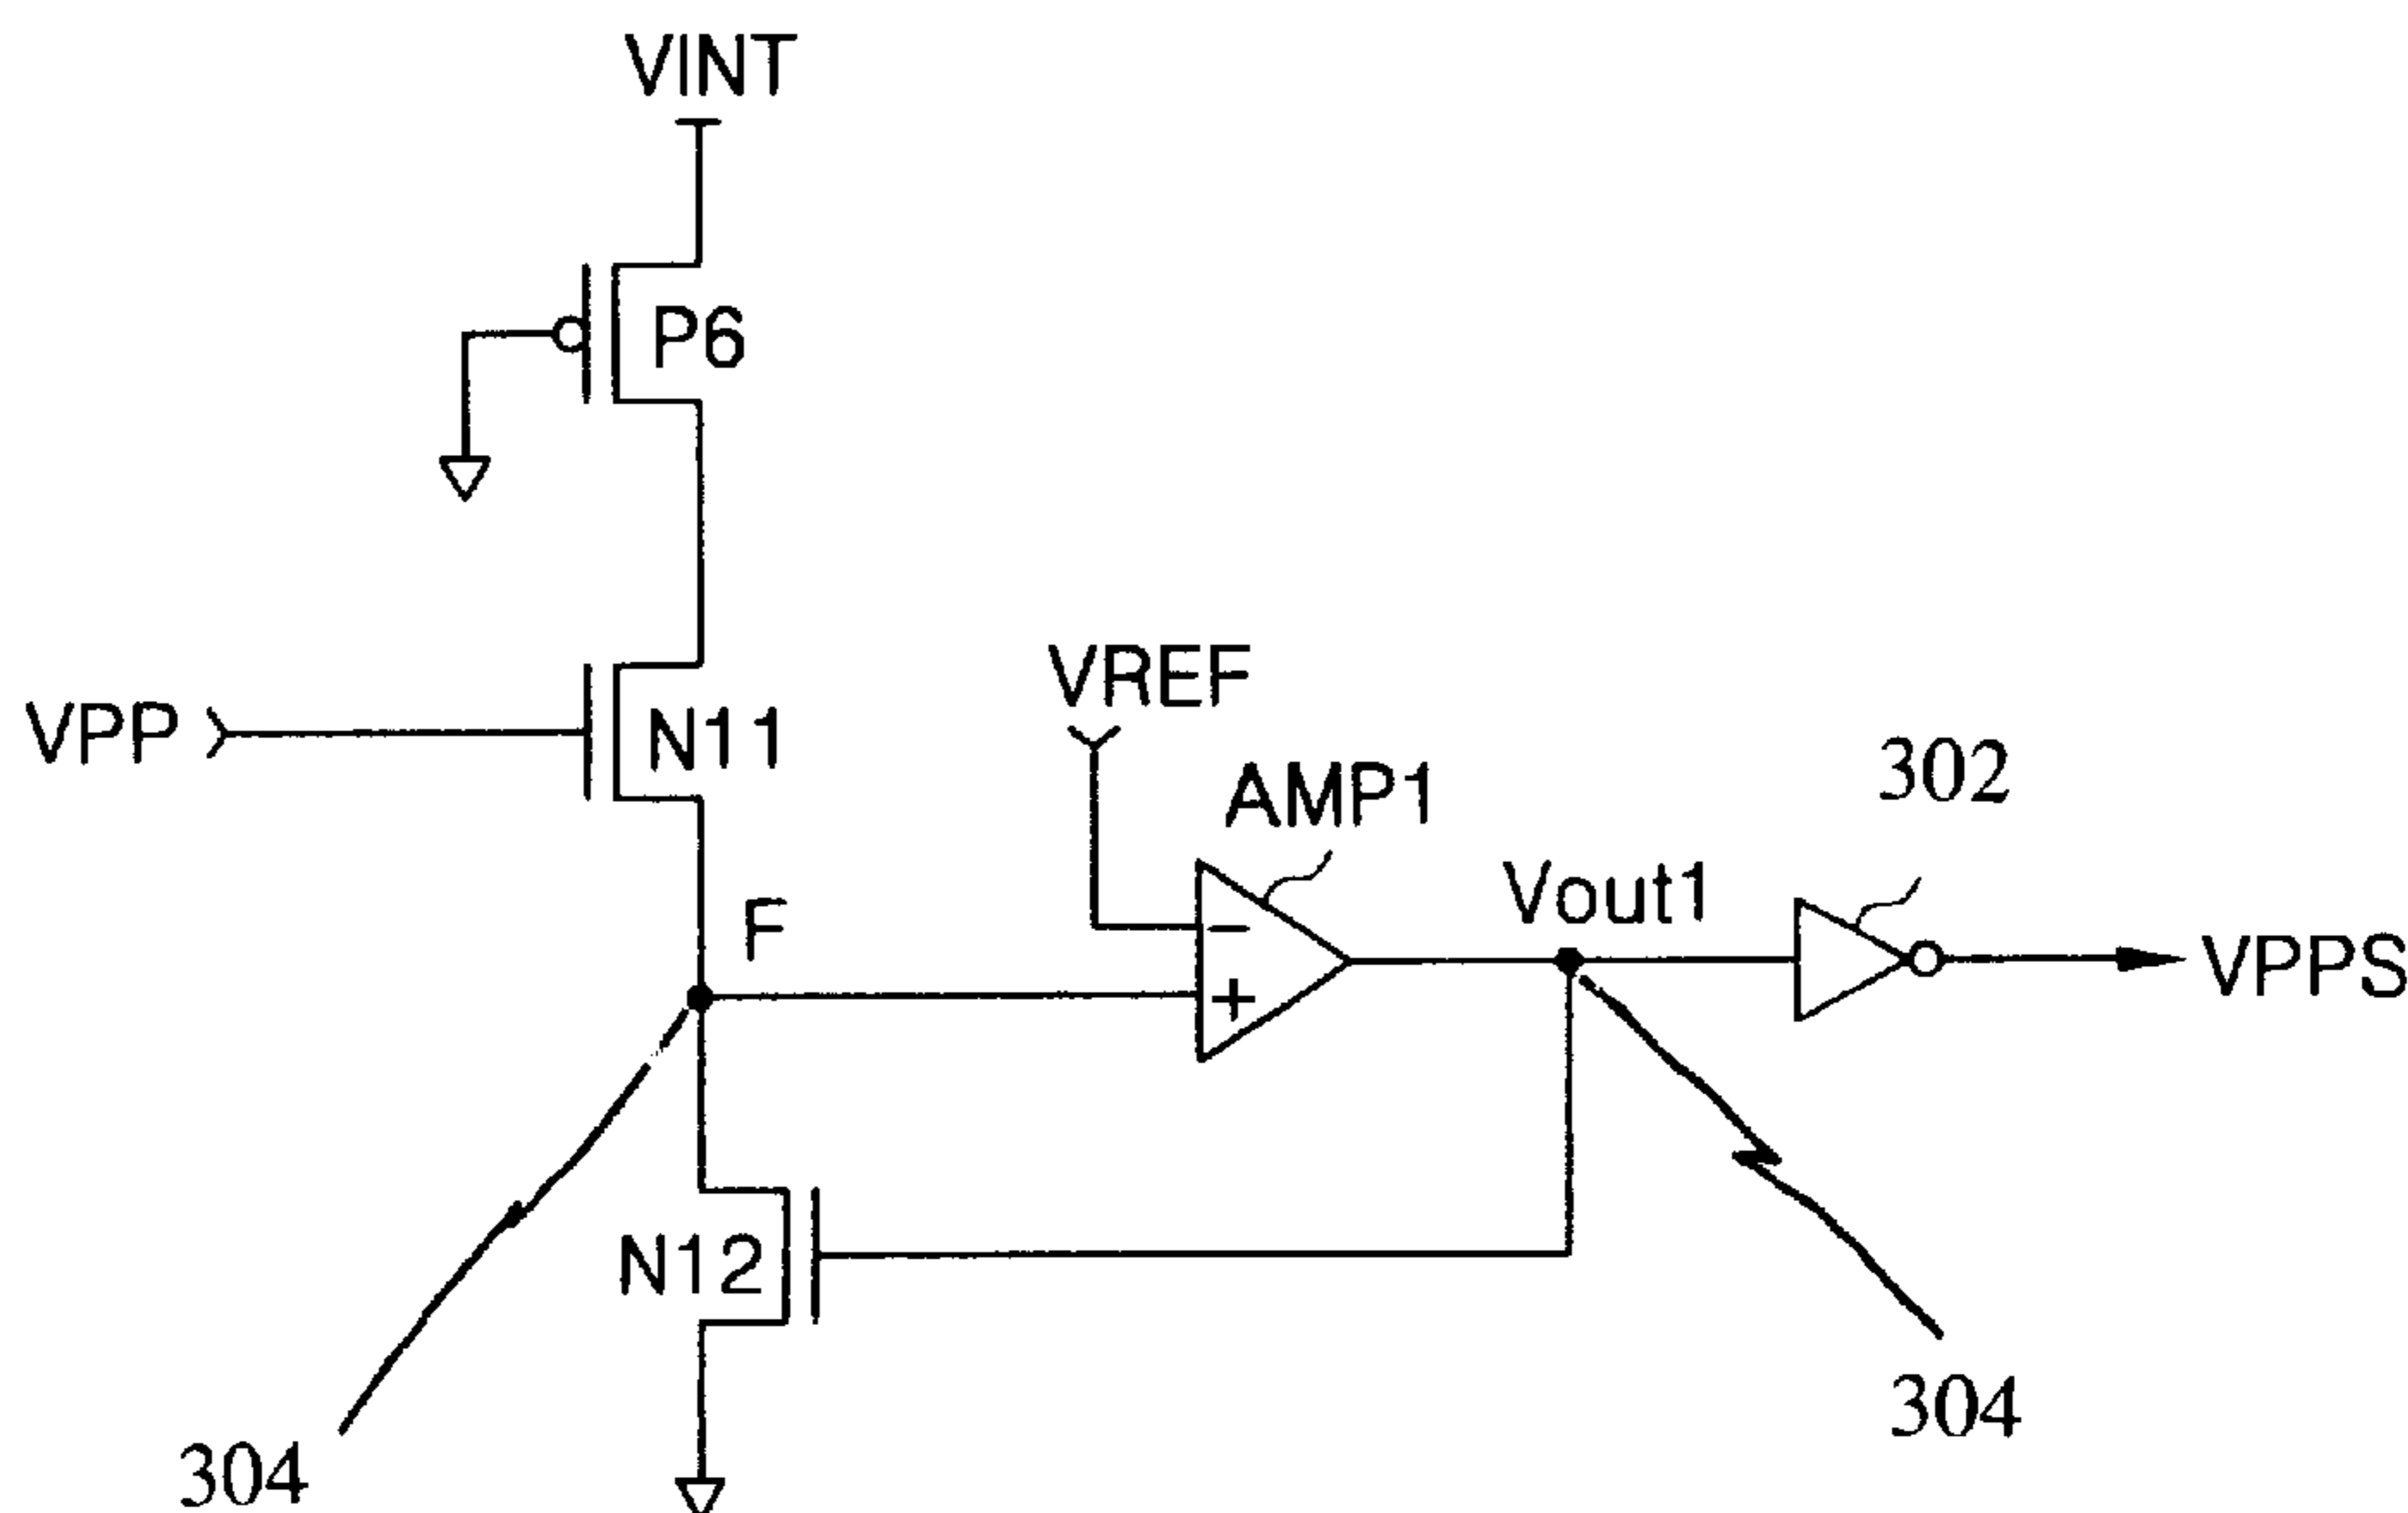 VINT
P6
VPP
N11
VREF
AMP1
302
F
Vout1
VPPS
-
+
N12
304
304